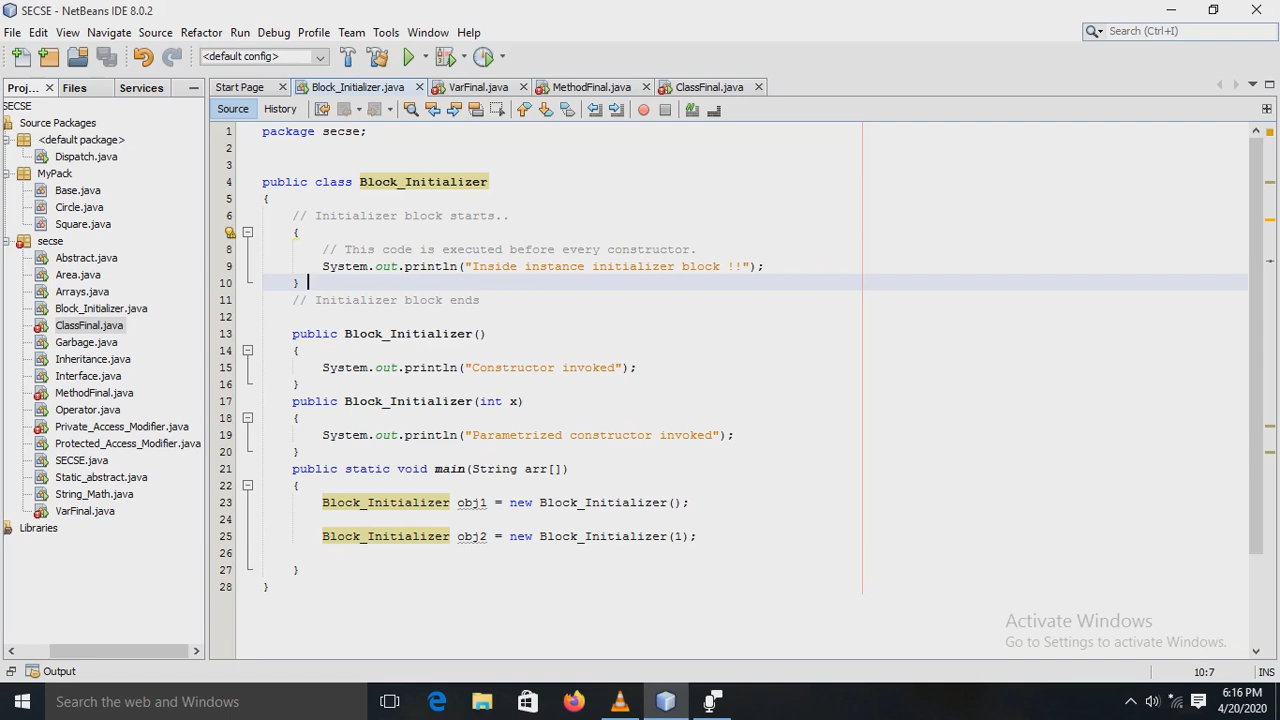 SECSE - NetBeans IDE 8.0.2
File Edit View Navigate Source Refactor Run Debug Profile Team Tools Window Help
Search (Ctrl+I)
<default config>
Proj... Files Services
Start Page Block_Initializer.java VarFinal.java MethodFinal.java ClassFinal.java
Source History
SECSE
Source Packages
<default package>
Dispatch.java
MyPack
Base.java
Circle.java
Square.java
secse
Abstract.java
Area.java
Arrays.java
Block_Initializer.java
ClassFinal.java
Garbage.java
Inheritance.java
Interface.java
MethodFinal.java
Operator.java
Private_Access_Modifier.java
Protected_Access_Modifier.java
SECSE.java
Static_abstract.java
String_Math.java
VarFinal.java
Libraries
1 package secse;
2
3
4 public class Block_Initializer
5 {
6 // Initializer block starts..
{
8 // This code is executed before every constructor.
9 System.out.println("Inside instance initializer block !!");
10 }
11 // Initializer block ends
12
13 public Block_Initializer()
14 {
15 System.out.println("Constructor invoked");
16 }
17 public Block_Initializer(int x)
18 {
19 System.out.println("Parametrized constructor invoked");
20 }
21 public static void main(String arr[])
22 {
23 Block_Initializer obj1 = new Block_Initializer();
24
25 Block_Initializer obj2 = new Block_Initializer(1);
26
27 }
28 }
Activate Windows
Go to Settings to activate Windows.
Output
10:7 INS
Search the web and Windows
6:16 PM
4/20/2020